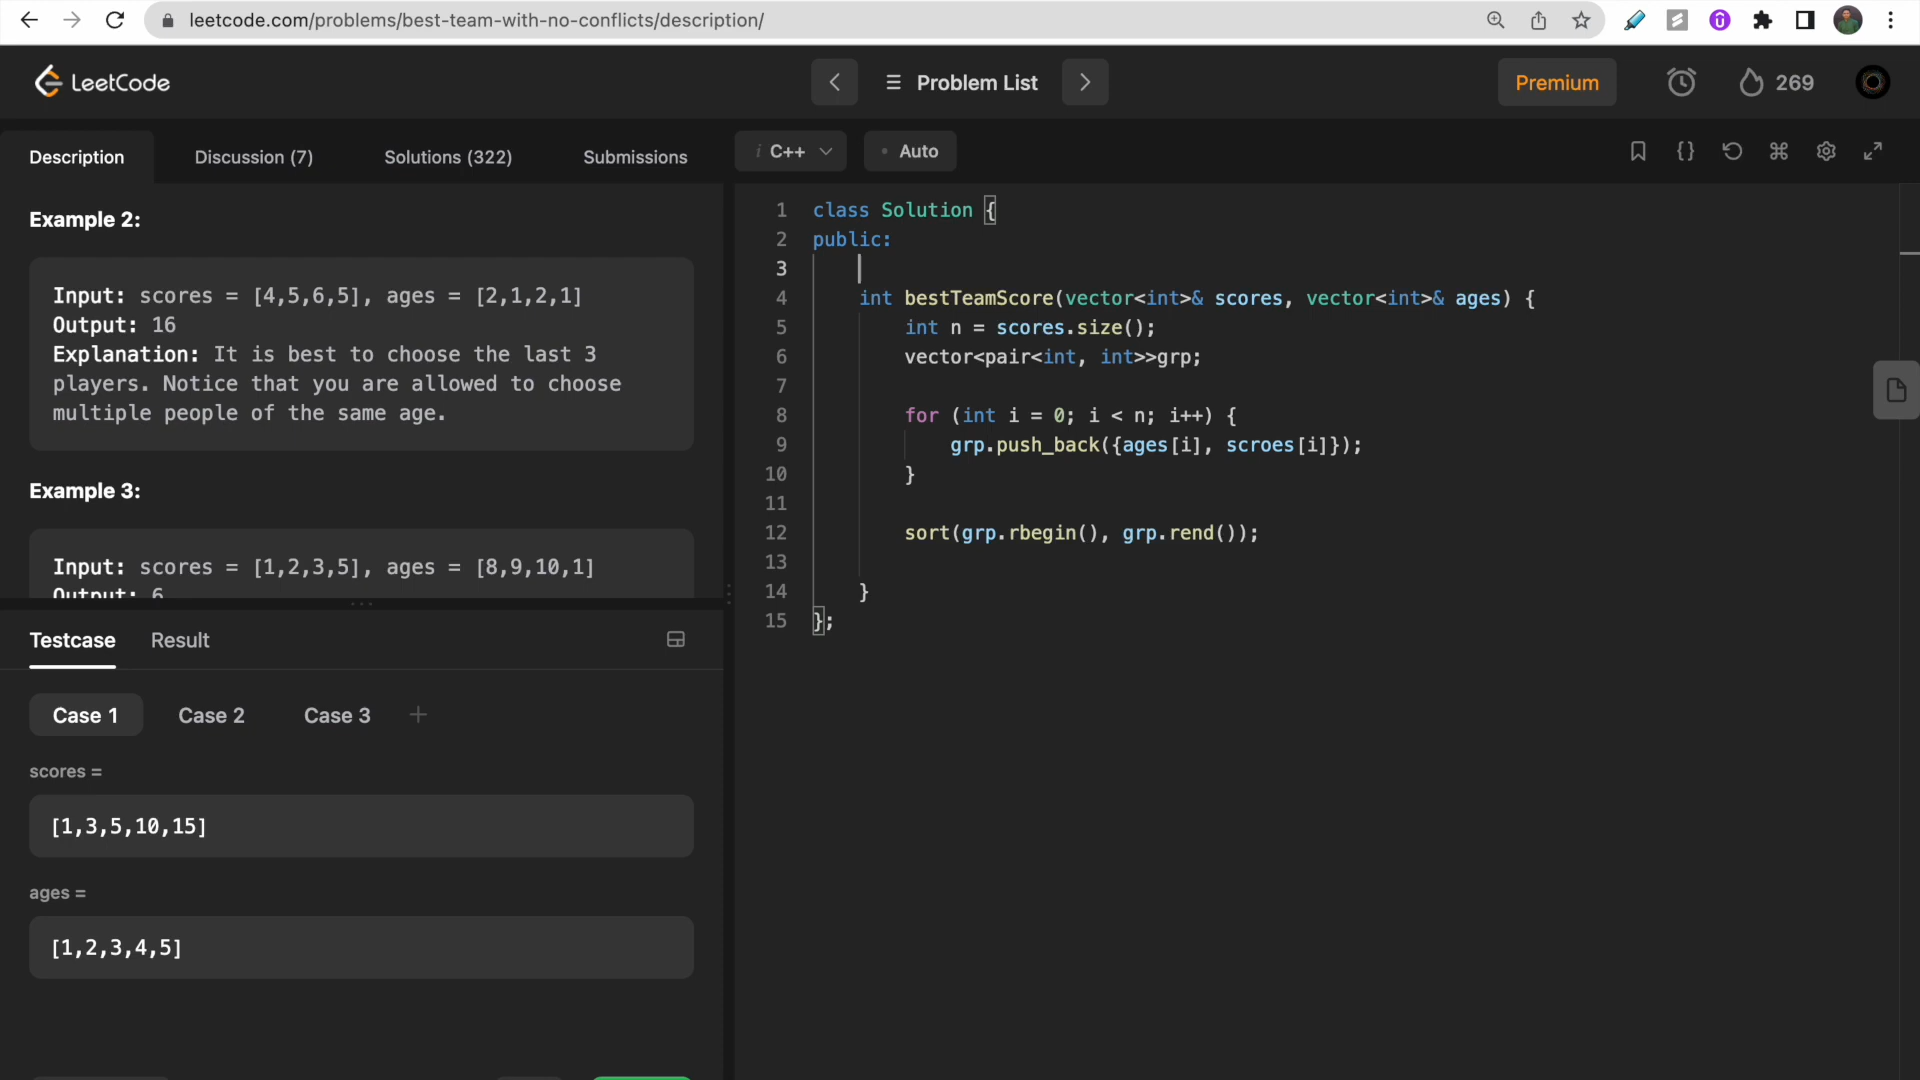 leetcode.com/problems/best-team-with-no-conflicts/description/
LeetCode
Problem List
Premium
269
Description
Discussion (7)
Solutions (322)
Submissions
Example 2:
Input: scores = [4,5,6,5], ages = [2,1,2,1]
Output: 16
Explanation: It is best to choose the last 3
players. Notice that you are allowed to choose
multiple people of the same age.
Example 3:
Input: scores = [1,2,3,5], ages = [8,9,10,1]
Output: 6
Testcase
Result
Case 1
Case 2
Case 3
+
scores =
[1,3,5,10,15]
ages =
[1,2,3,4,5]
i C++
• Auto
{}
1 class Solution {
2 public:
3
4 int bestTeamScore(vector<int>& scores, vector<int>& ages) {
5 int n = scores.size();
6 vector<pair<int, int>>grp;
7
8 for (int i = 0; i < n; i++) {
9 grp.push_back({ages[i], scroes[i]});
10 }
11
12 sort(grp.rbegin(), grp.rend());
13
14 }
15 };